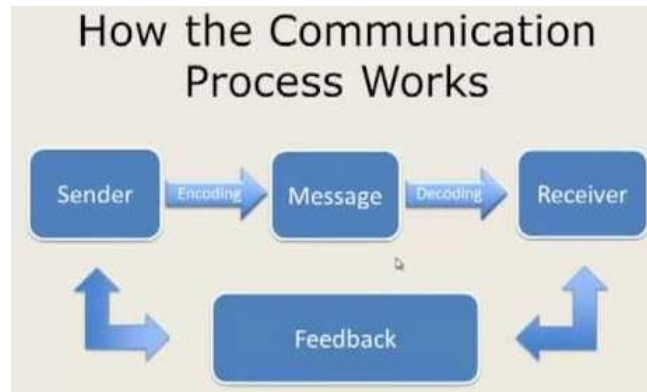 How the Communication
Process Works
Sender
Encoding
Message
Decoding
Receiver
Feedback